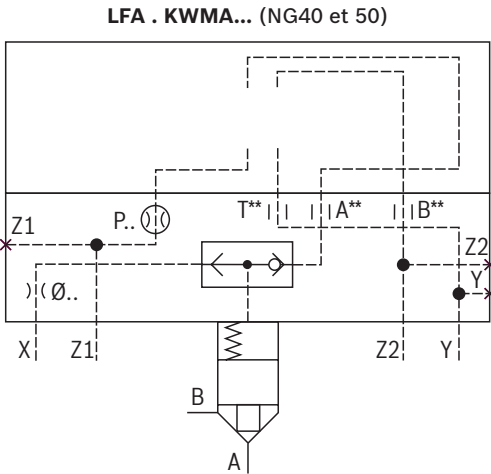 LFA . KWMA... (NG40 et 50)
T** A** B**
P..
Z1 Z2
Y
Ø..
X Z1 Z2 Y
B
A